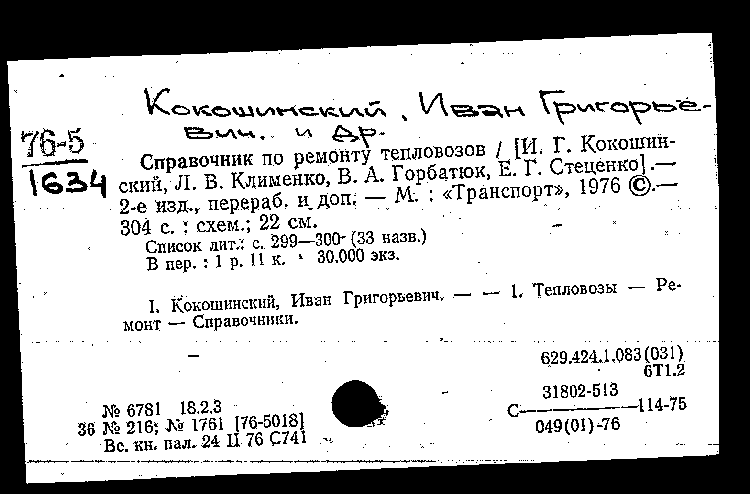 Кокошинский, Иван Григорье-
вич. и др.
76-5
1634
Справочник по ремонту тепловозов / [И. Г. Кокошин-
ский, Л. В. Клименко, В. А. Горбатюк, Е. Г. Стеценко].—
2-е изд., перераб. и доп. — М. : «Транспорт», 1976 ©.—
304 с. : схем.; 22 см.
Список лит.: с. 299—300 (33 назв.)
В пер. : 1 р. 11 к. 30.000 экз.
I. Кокошинский, Иван Григорьевич. — — 1. Тепловозы — Ре-
монт — Справочники.
629.424.1.083(031)
6Т1.2
№ 6781 18.2.3
36 № 216; № 1761 [76-5018]
Вс. кн. пал. 24 II 76 С741
31802-513
С—114-75
049(01)-76